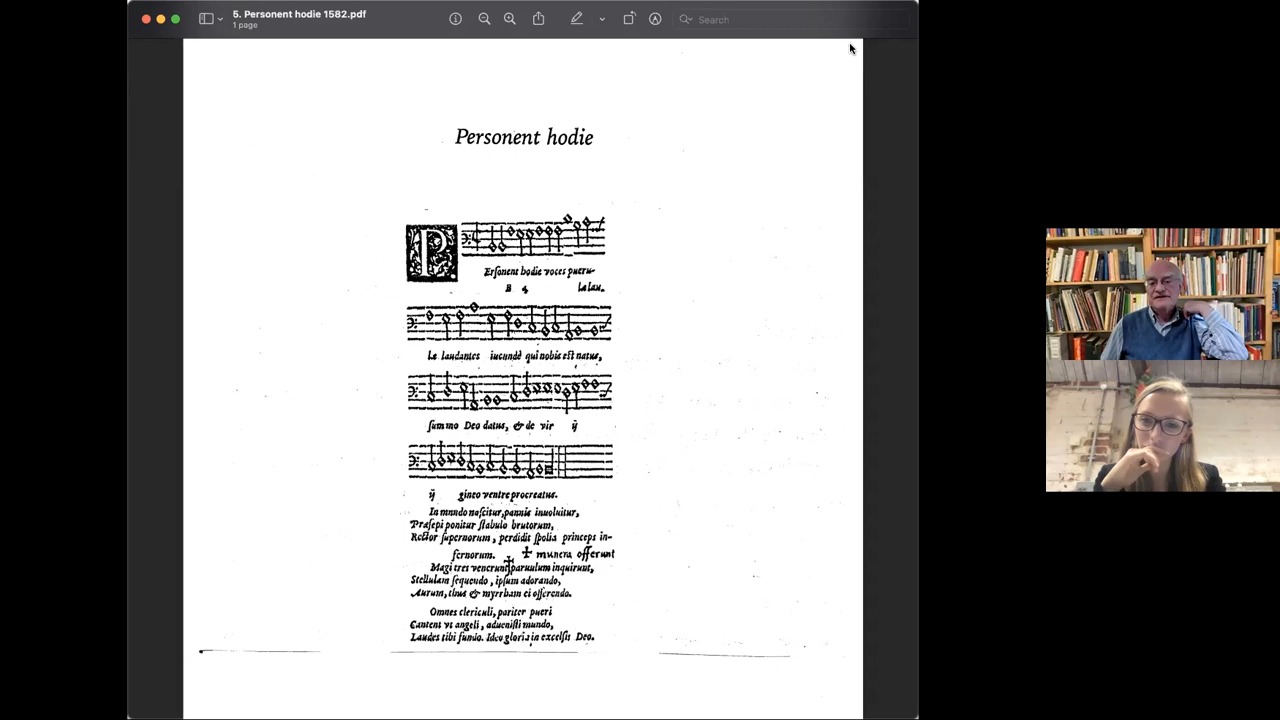 5. Personent hodie 1582.pdf
1 page
Search
Personent hodie
P
Erſonent hodie voces pueru-
B 4 lelau.
le laudantes iucundè qui nobis eſt natus,
ſummo Deo datus, & de vir ij
ij gineo ventre procreatus.
In mundo naſcitur, pannis inuoluitur,
Præſepi ponitur ſtabulo brutorum,
Rector ſupernorum, perdidit ſpolia princeps in-
fernorum. ‡ munera offerunt
Magi tres venerunt ‡ paruulum inquirunt,
Stellulam ſequendo, ipſum adorando,
Aurum, thus & myrrham ei offerendo.
Omnes clericuli, pariter pueri
Cantent vt angeli, adueniſti mundo,
Laudes tibi fundo. Ideo gloria in excelſis Deo.